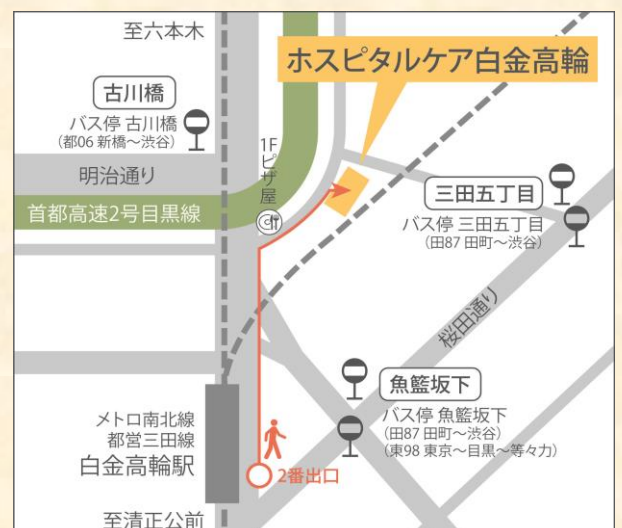 至六本木
ホスピタルケア白金高輪
古川橋
バス停 古川橋
(都06 新橋～渋谷)
1Fピザ屋
明治通り
首都高速2号目黒線
三田五丁目
バス停 三田五丁目
(田87 田町～渋谷)
桜田通り
魚籃坂下
バス停 魚籃坂下
(田87 田町～渋谷)
(東98 東京～目黒～等々力)
メトロ南北線
都営三田線
白金高輪駅
2番出口
至清正公前